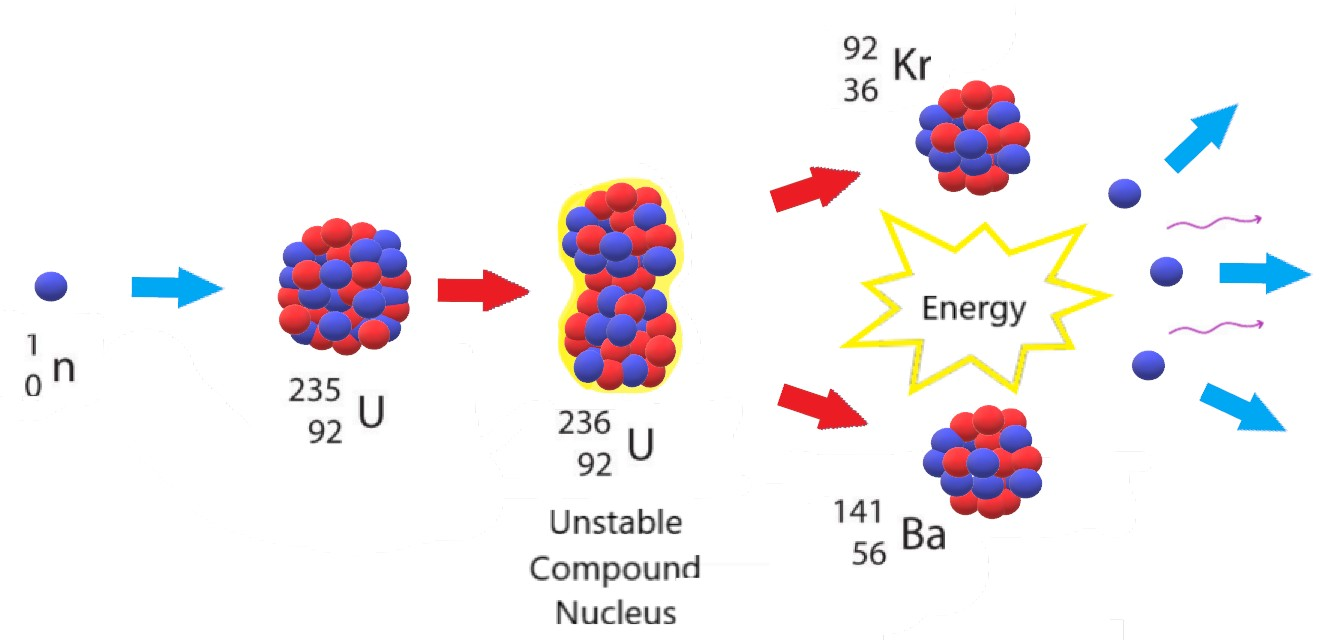 1
0 n
235
92 U
236
92 U
Unstable
Compound
Nucleus
92
36 Kr
Energy
141
56 Ba